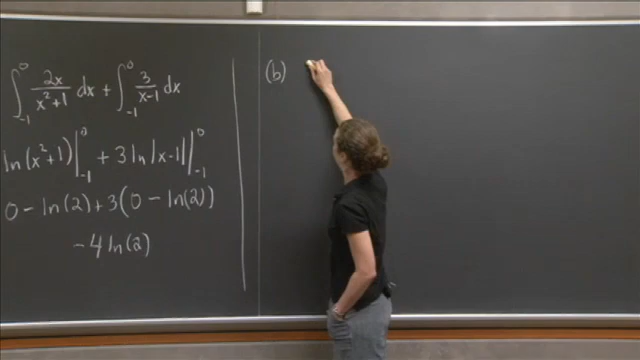 ∫_{-1}^{0} 2x/(x²+1) dx + ∫_{-1}^{0} 3/(x-1) dx
ln(x²+1)|_{-1}^{0} + 3 ln|x-1||_{-1}^{0}
0 - ln(2) + 3(0 - ln(2))
-4 ln(2)
(b)